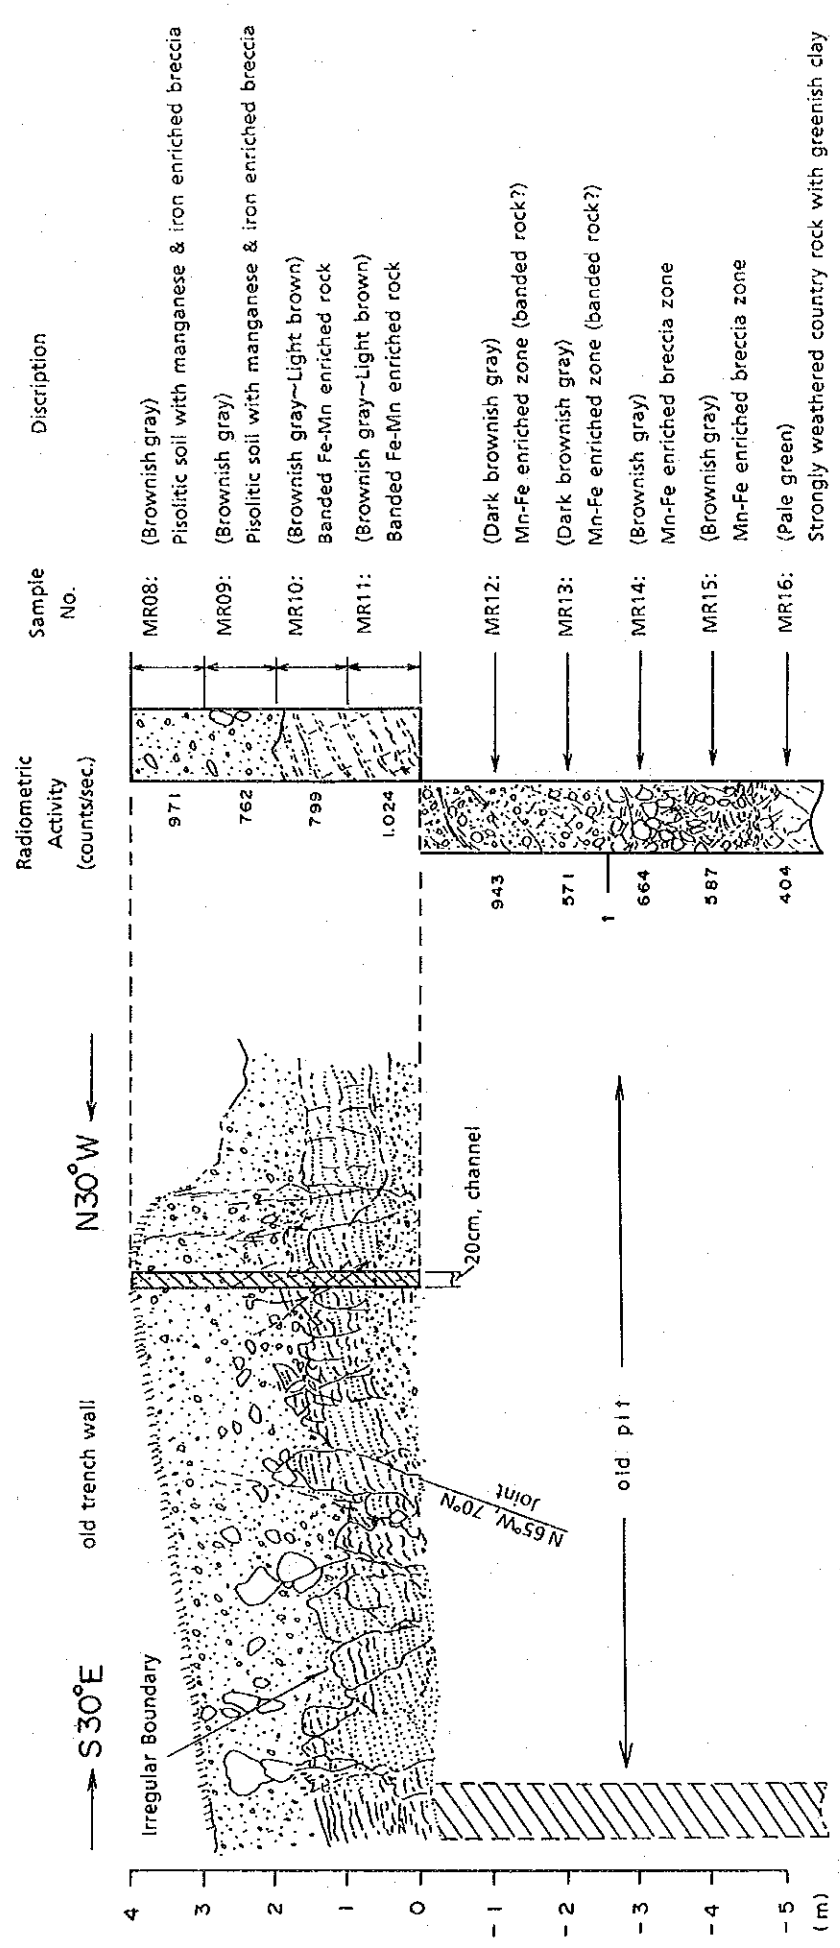 S30°E
N30°W
old trench wall
Irregular Boundary
N 65°W, 70°N
Joint
20cm, channel
old pit
4
3
2
1
0
-1
-2
-3
-4
-5
(m)
Radiometric
Activity
(counts/sec.)
971
762
799
1.024
943
571
664
587
404
Sample
No.
Discription
MR08: (Brownish gray)
Pisolitic soil with manganese & iron enriched breccia
MR09: (Brownish gray)
Pisolitic soil with manganese & iron enriched breccia
MR10: (Brownish gray~Light brown)
Banded Fe-Mn enriched rock
MR11: (Brownish gray~Light brown)
Banded Fe-Mn enriched rock
MR12: (Dark brownish gray)
Mn-Fe enriched zone (banded rock?)
MR13: (Dark brownish gray)
Mn-Fe enriched zone (banded rock?)
MR14: (Brownish gray)
Mn-Fe enriched breccia zone
MR15: (Brownish gray)
Mn-Fe enriched breccia zone
MR16: (Pale green)
Strongly weathered country rock with greenish clay